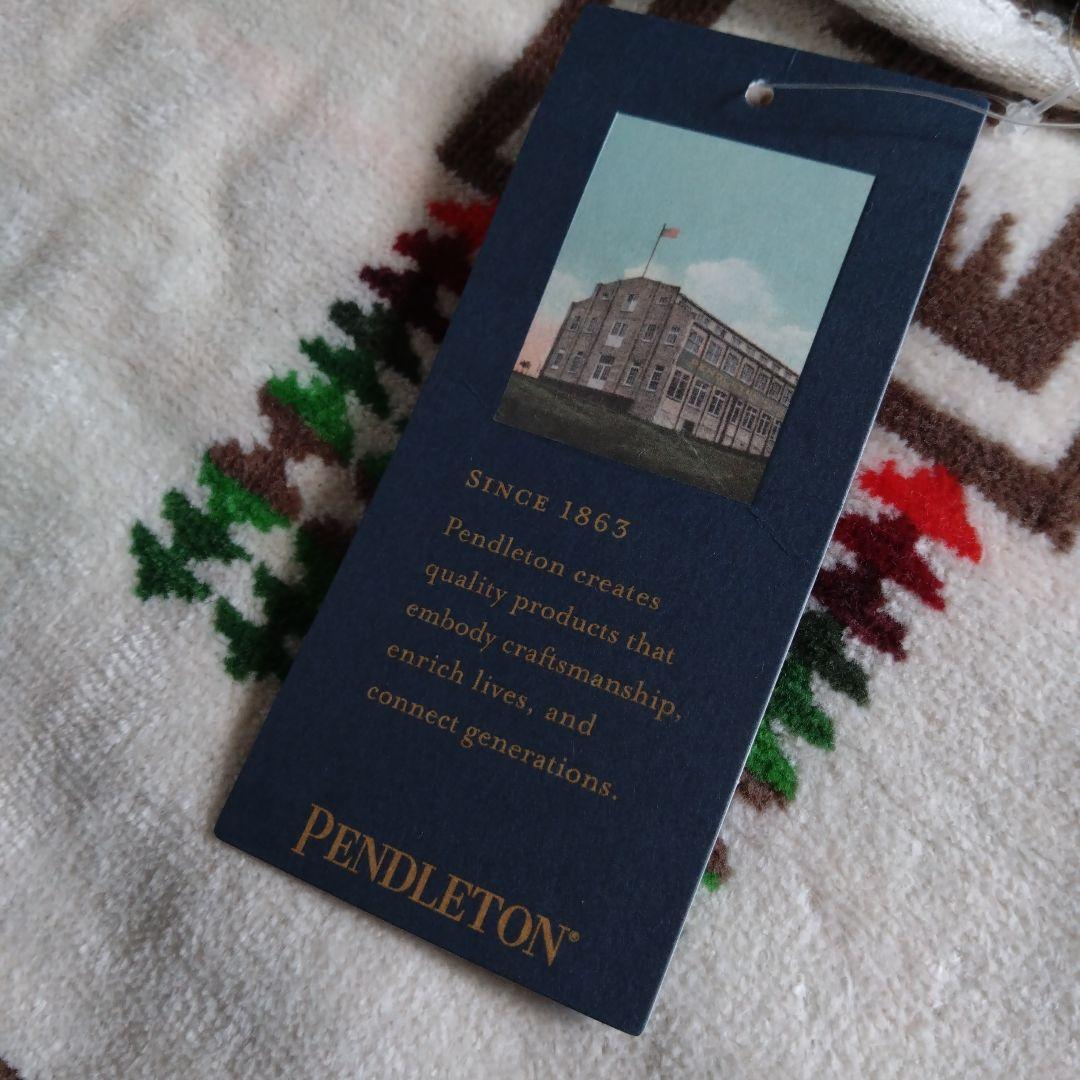 SINCE 1863
Pendleton creates
quality products that
embody craftsmanship,
enrich lives, and
connect generations.
PENDLETON®